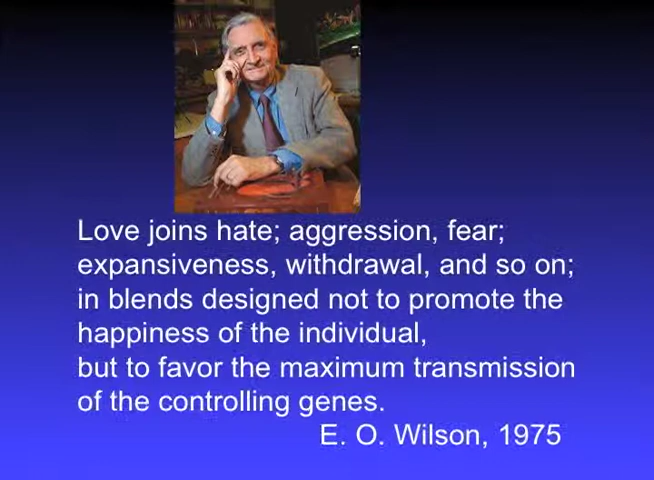 Love joins hate; aggression, fear;
expansiveness, withdrawal, and so on;
in blends designed not to promote the
happiness of the individual,
but to favor the maximum transmission
of the controlling genes.
E. O. Wilson, 1975